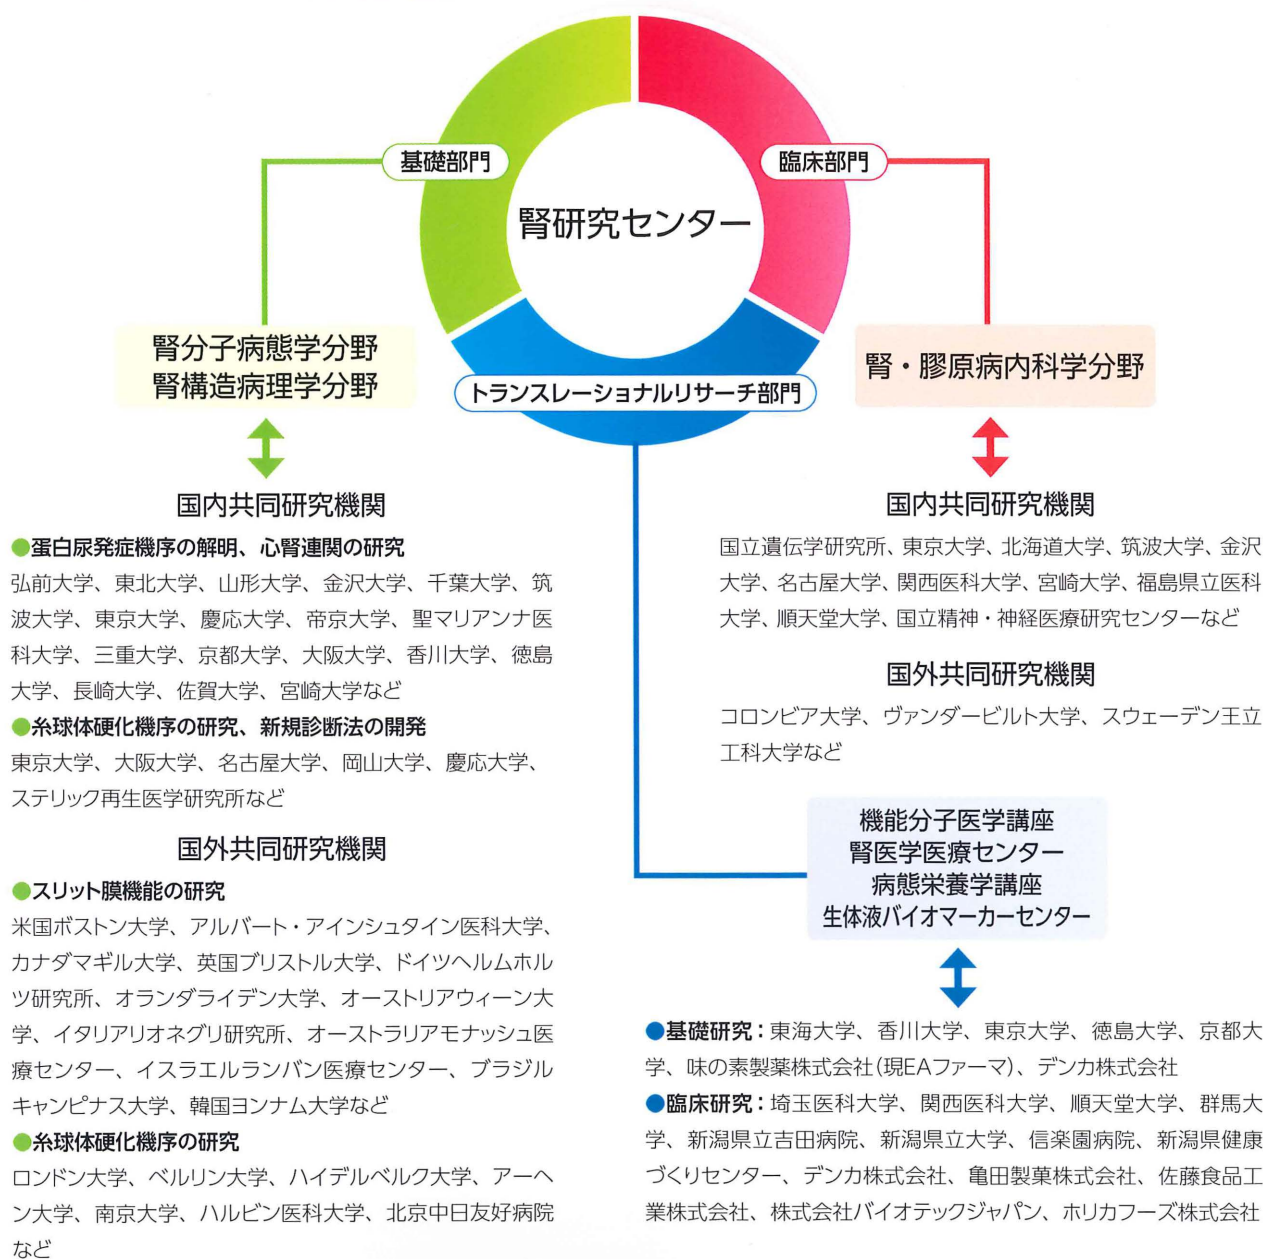 腎研究センター
基礎部門
臨床部門
トランスレーショナルリサーチ部門
腎分子病態学分野
腎構造病理学分野
国内共同研究機関
●蛋白尿発症機序の解明、心腎連関の研究
弘前大学、東北大学、山形大学、金沢大学、千葉大学、筑
波大学、東京大学、慶応大学、帝京大学、聖マリアンナ医
科大学、三重大学、京都大学、大阪大学、香川大学、徳島
大学、長崎大学、佐賀大学、宮崎大学など
●糸球体硬化機序の研究、新規診断法の開発
東京大学、大阪大学、名古屋大学、岡山大学、慶応大学、
ステリック再生医学研究所など
国外共同研究機関
●スリット膜機能の研究
米国ボストン大学、アルバート・アインシュタイン医科大学、
カナダマギル大学、英国ブリストル大学、ドイツヘルムホル
ツ研究所、オランダライデン大学、オーストリアウィーン大
学、イタリアリオネグリ研究所、オーストラリアモナッシュ医
療センター、イスラエルランバン医療センター、ブラジル
キャンピナス大学、韓国ヨンナム大学など
●糸球体硬化機序の研究
ロンドン大学、ベルリン大学、ハイデルベルク大学、アーヘ
ン大学、南京大学、ハルビン医科大学、北京中日友好病院
など
腎・膠原病内科学分野
国内共同研究機関
国立遺伝学研究所、東京大学、北海道大学、筑波大学、金沢
大学、名古屋大学、関西医科大学、宮崎大学、福島県立医科
大学、順天堂大学、国立精神・神経医療研究センターなど
国外共同研究機関
コロンビア大学、ヴァンダービルト大学、スウェーデン王立
工科大学など
機能分子医学講座
腎医学医療センター
病態栄養学講座
生体液バイオマーカーセンター
●基礎研究：東海大学、香川大学、東京大学、徳島大学、京都大
学、味の素製薬株式会社(現EAファーマ)、デンカ株式会社
●臨床研究：埼玉医科大学、関西医科大学、順天堂大学、群馬大
学、新潟県立吉田病院、新潟県立大学、信楽園病院、新潟県健康
づくりセンター、デンカ株式会社、亀田製菓株式会社、佐藤食品工
業株式会社、株式会社バイオテックジャパン、ホリカフーズ株式会社